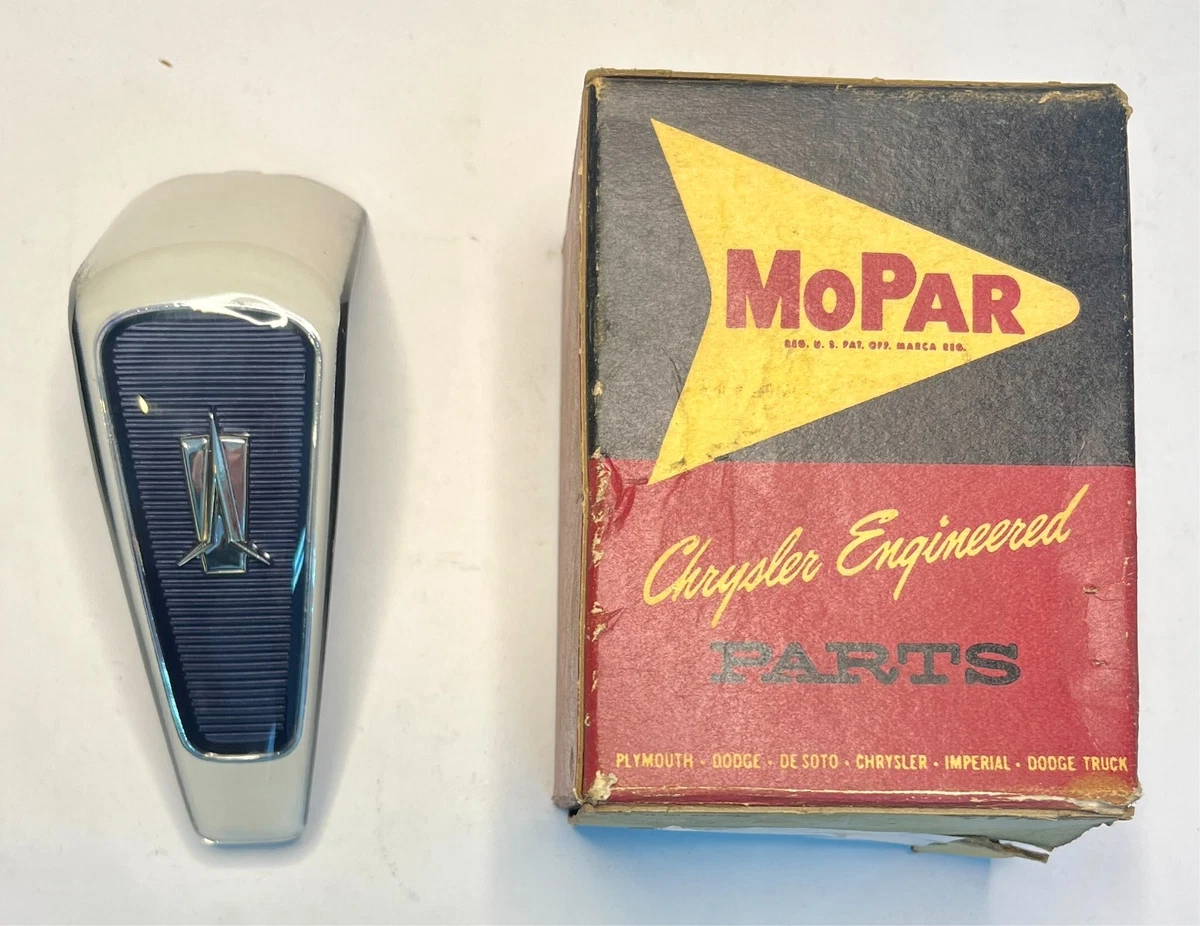 MOPAR
REG. U. S. PAT. OFF. MARCA REG.
Chrysler Engineered
PARTS
PLYMOUTH • DODGE • DE SOTO • CHRYSLER • IMPERIAL • DODGE TRUCK